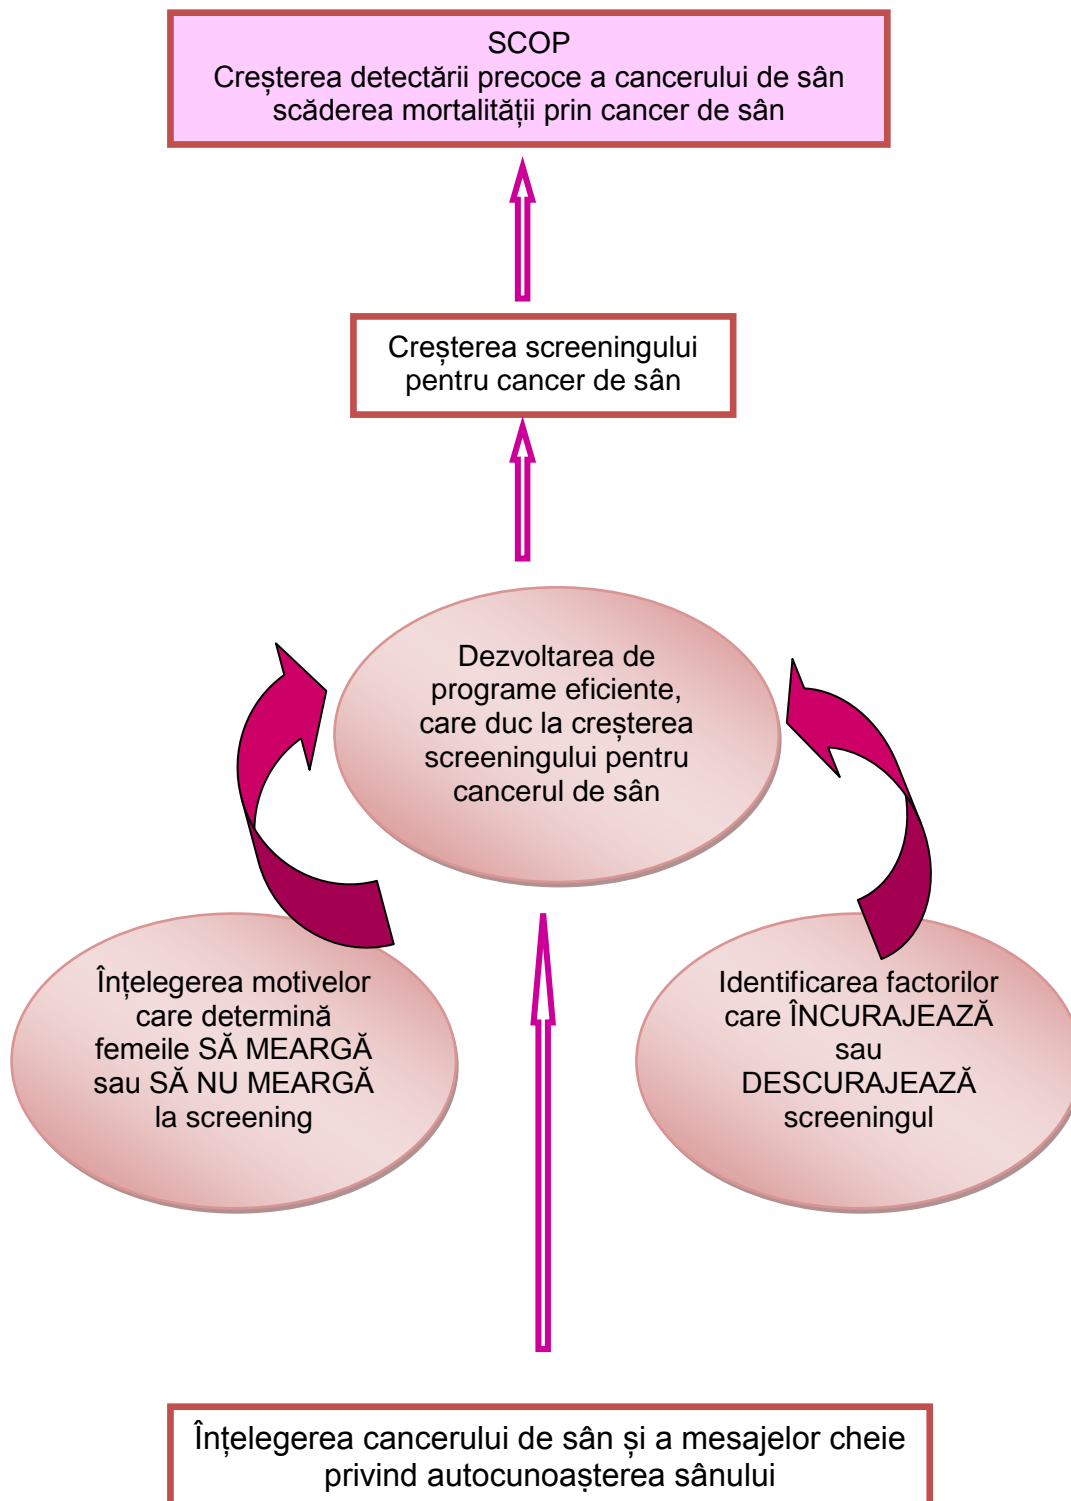 SCOP
Creșterea detectării precoce a cancerului de sân
scăderea mortalității prin cancer de sân
Creșterea screeningului
pentru cancer de sân
Dezvoltarea de
programe eficiente,
care duc la creșterea
screeningului pentru
cancerul de sân
Înțelegerea motivelor
care determină
femeile SĂ MEARGĂ
sau SĂ NU MEARGĂ
la screening
Identificarea factorilor
care ÎNCURAJEAZĂ
sau
DESCURAJEAZĂ
screeningul
Înțelegerea cancerului de sân și a mesajelor cheie
privind autocunoașterea sânului